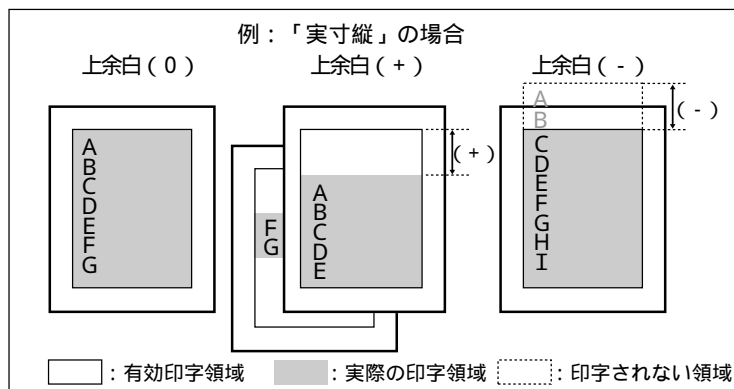 例：「実寸縦」の場合
上余白(0)
A
B
C
D
E
F
G
上余白(+)
(+)
A
B
C
D
E
F
G
上余白(-)
(-)
A
B
C
D
E
F
G
H
I
：有効印字領域
：実際の印字領域
：印字されない領域